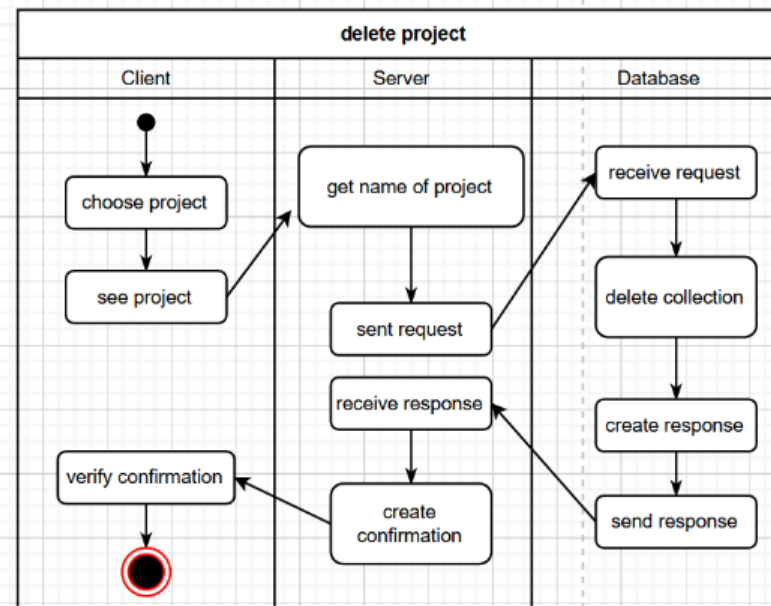 delete project
Client
Server
Database
choose project
see project
get name of project
sent request
receive request
delete collection
create response
send response
receive response
create
confirmation
verify confirmation